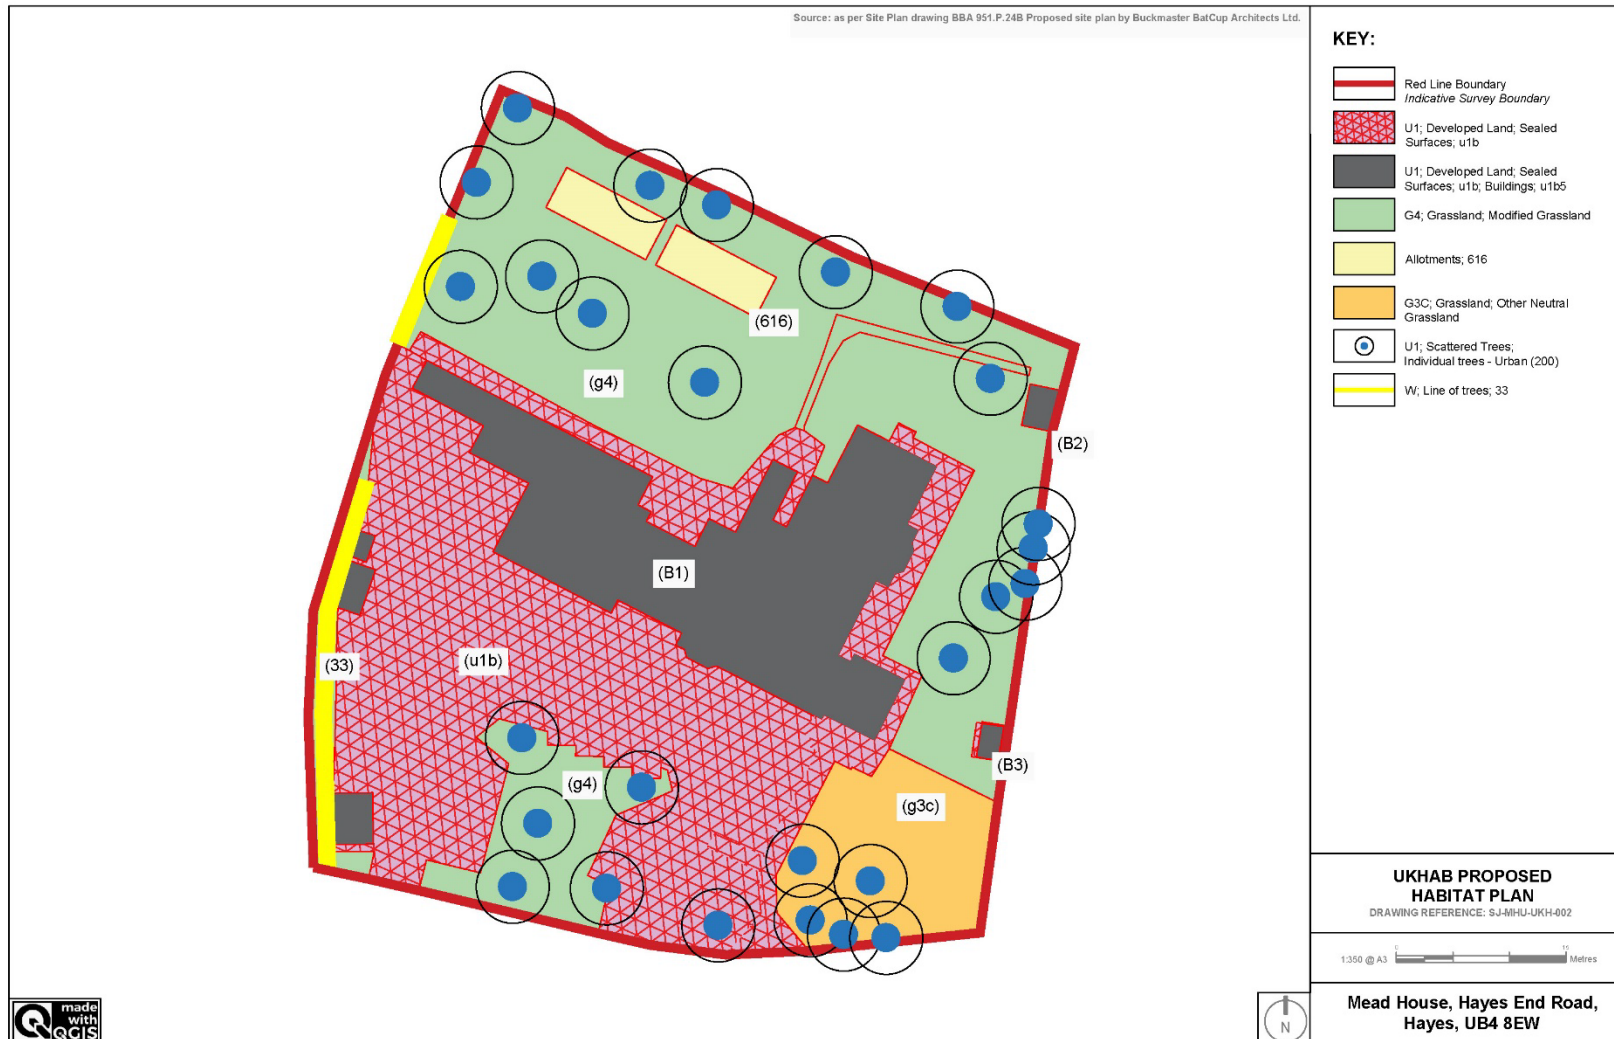 Source: as per Site Plan drawing BBA 951.P.24B Proposed site plan by Buckmaster BatCup Architects Ltd.
KEY:
Red Line Boundary
Indicative Survey Boundary
U1; Developed Land; Sealed
Surfaces; u1b
U1; Developed Land; Sealed
Surfaces; u1b; Buildings; u1b5
G4; Grassland; Modified Grassland
Allotments; 616
G3C; Grassland; Other Neutral
Grassland
U1; Scattered Trees;
Individual trees - Urban (200)
W; Line of trees; 33
(616)
(g4)
(B2)
(B1)
(33)
(u1b)
(g4)
(B3)
(g3c)
UKHAB PROPOSED
HABITAT PLAN
DRAWING REFERENCE: SJ-MHU-UKH-002
1:350 @ A3
0
15
Metres
Mead House, Hayes End Road,
Hayes, UB4 8EW
N
made
with
QGIS